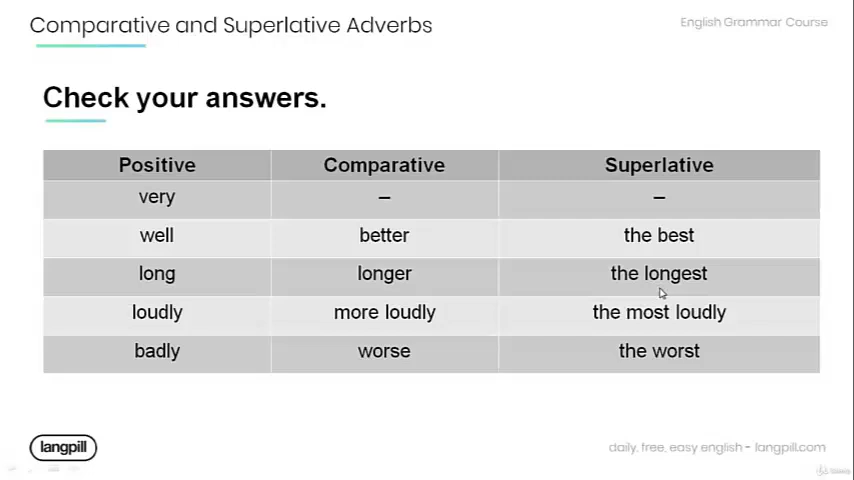 Comparative and Superlative Adverbs
English Grammar Course
Check your answers.
Positive Comparative Superlative
very – –
well better the best
long longer the longest
loudly more loudly the most loudly
badly worse the worst
langpill
daily, free, easy english - langpill.com
Udemy